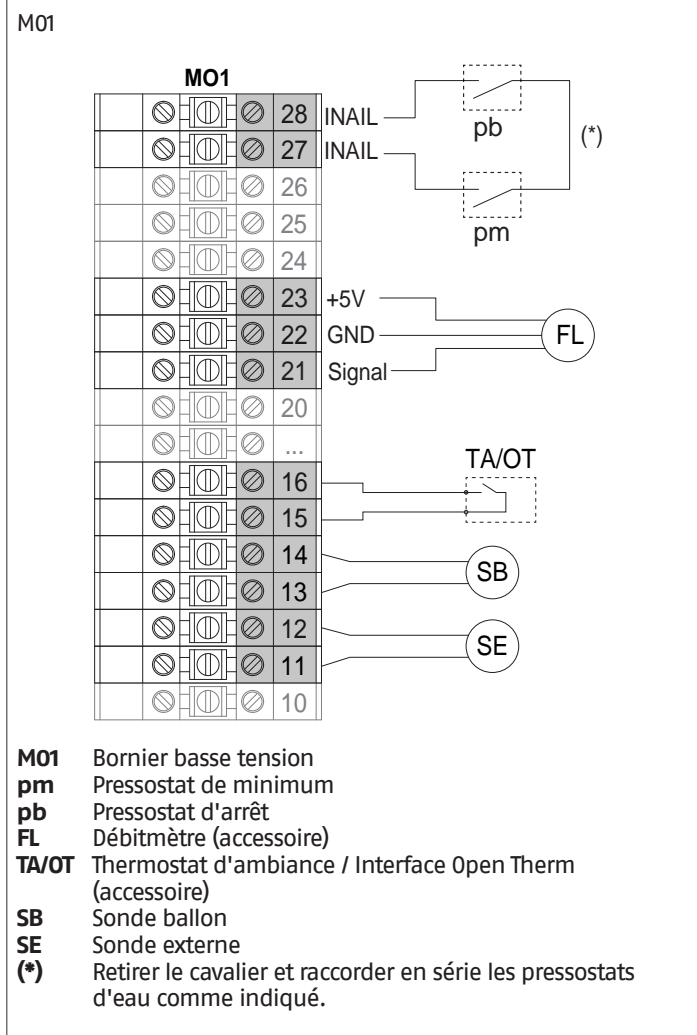 M01
MO1
28 INAIL
pb
(*)
27 INAIL
26
25
pm
24
23 +5V
22 GND
FL
21 Signal
20
...
TA/OT
16
15
14
SB
13
12
SE
11
10
M01 Bornier basse tension
pm Pressostat de minimum
pb Pressostat d'arrêt
FL Débitmètre (accessoire)
TA/OT Thermostat d'ambiance / Interface Open Therm
(accessoire)
SB Sonde ballon
SE Sonde externe
(*) Retirer le cavalier et raccorder en série les pressostats
d'eau comme indiqué.